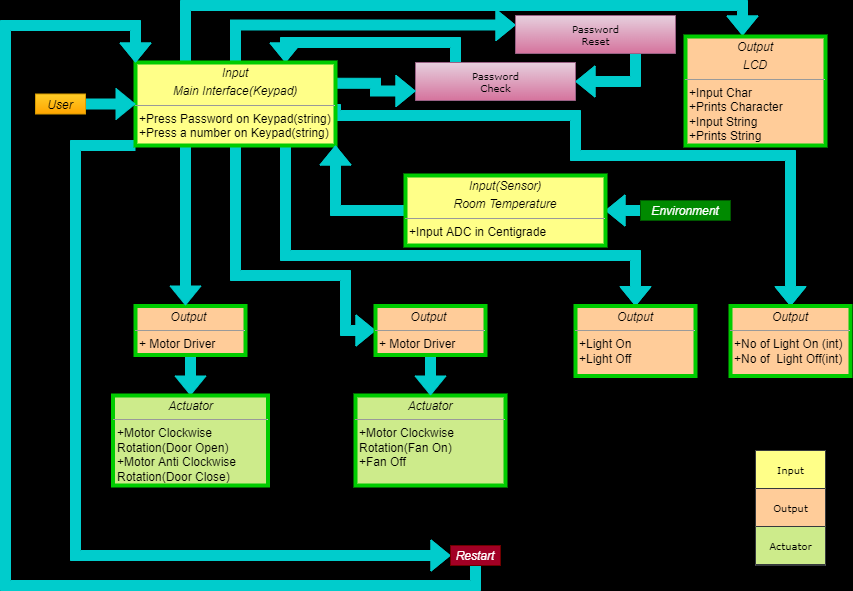 Password
Reset
Output
LCD
+Input Char
+Prints Character
+Input String
+Prints String
Input
Main Interface(Keypad)
+Press Password on Keypad(string)
+Press a number on Keypad(string)
Password
Check
User
Input(Sensor)
Room Temperature
+Input ADC in Centigrade
Environment
Output
+ Motor Driver
Output
+ Motor Driver
Output
+Light On
+Light Off
Output
+No of Light On (int)
+No of Light Off(int)
Actuator
+Motor Clockwise
Rotation(Door Open)
+Motor Anti Clockwise
Rotation(Door Close)
Actuator
+Motor Clockwise
Rotation(Fan On)
+Fan Off
Input
Output
Actuator
Restart